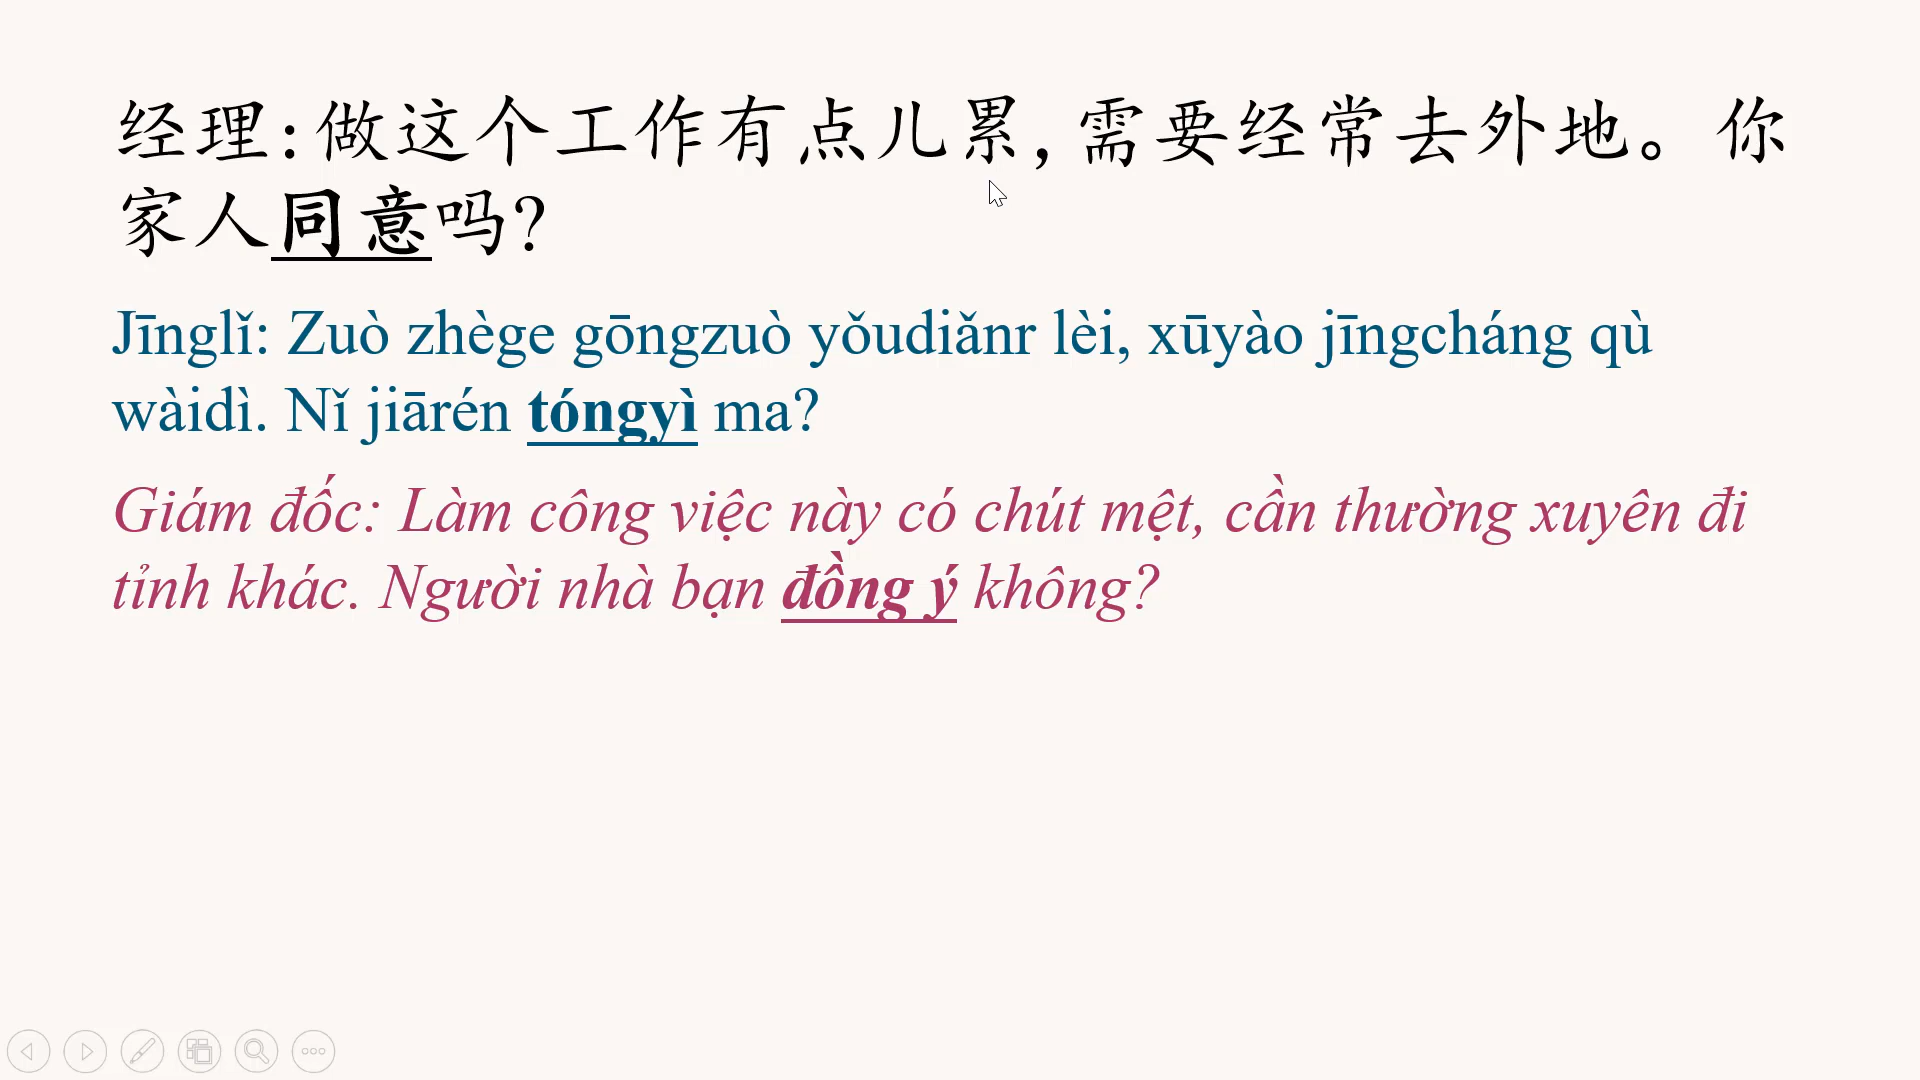 经理:做这个工作有点儿累,需要经常去外地。你
家人同意吗?
Jīnglǐ: Zuò zhège gōngzuò yǒudiǎnr lèi, xūyào jīngcháng qù
wàidì. Nǐ jiārén tóngyì ma?
Giám đốc: Làm công việc này có chút mệt, cần thường xuyên đi
tỉnh khác. Người nhà bạn đồng ý không?